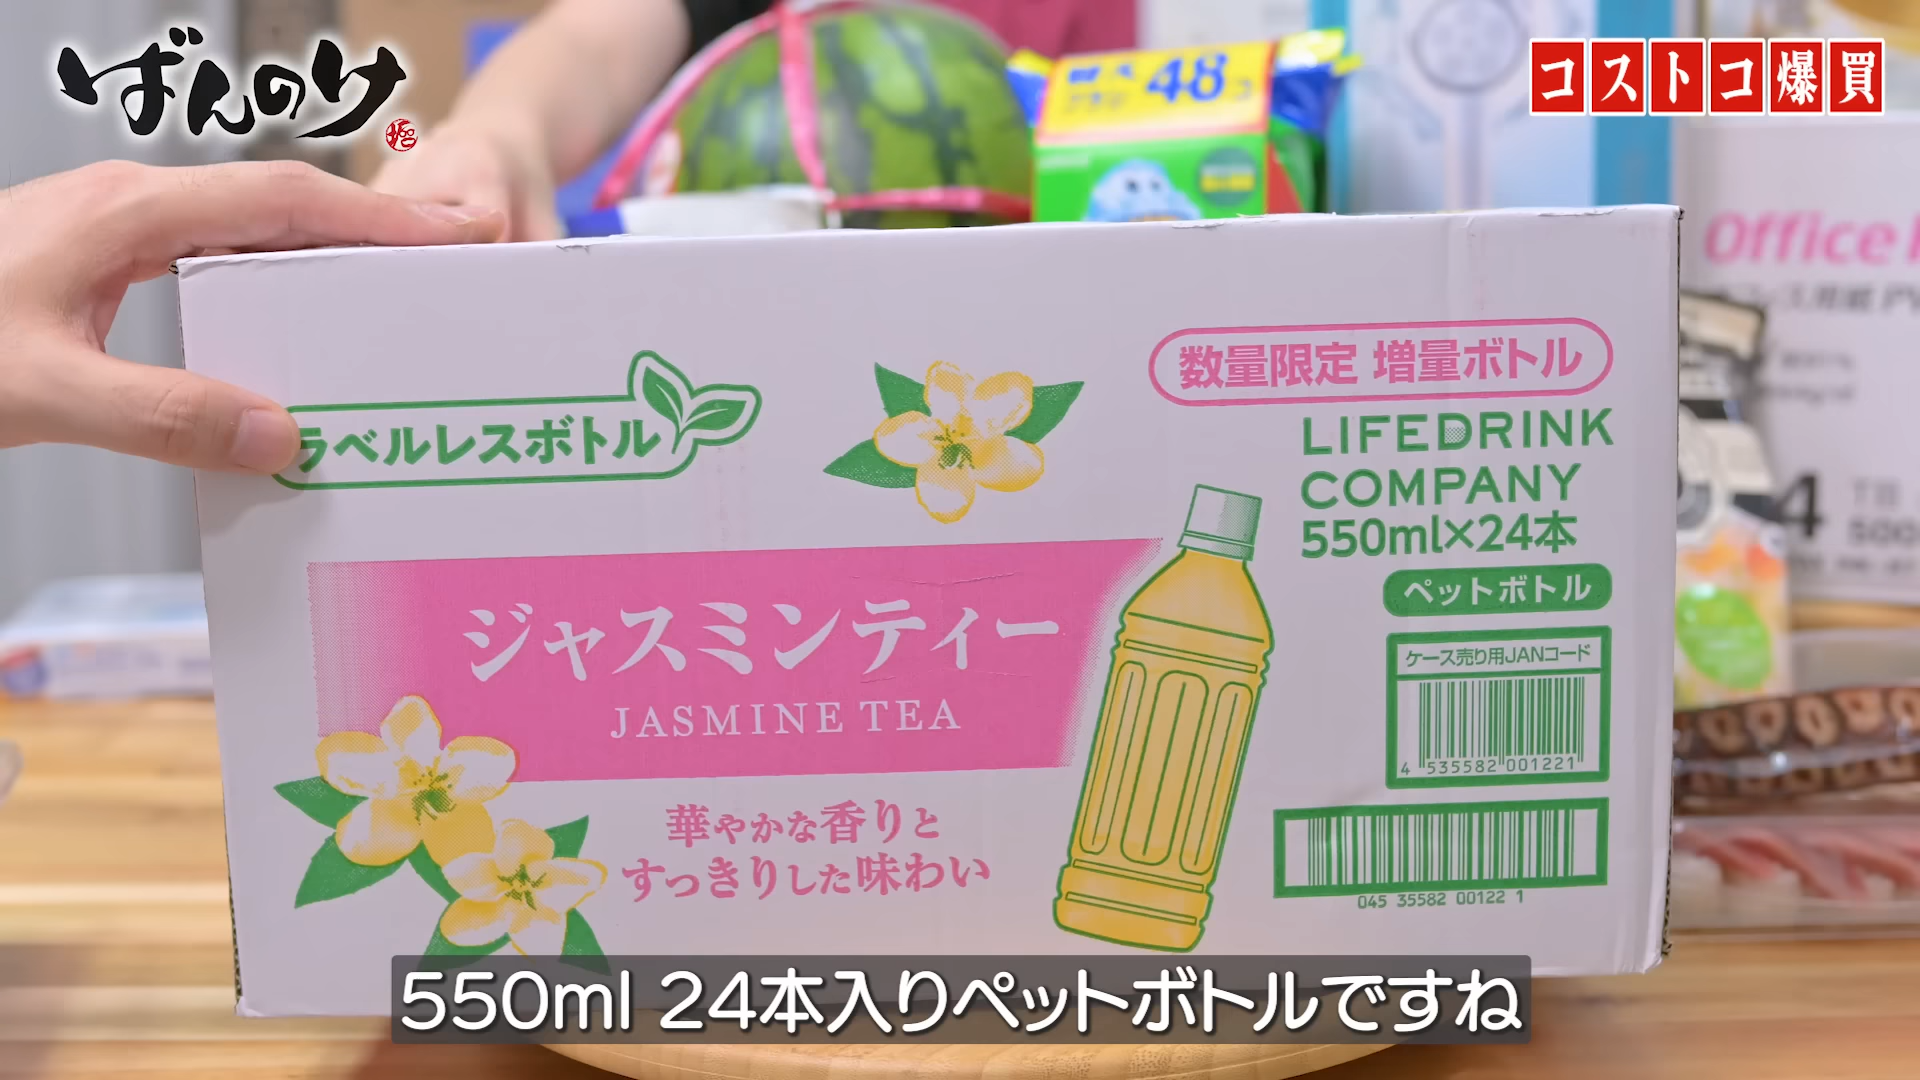 ばんのけ
コストコ爆買
48
Office
数量限定 増量ボトル
LIFEDRINK
COMPANY
550ml×24本
ペットボトル
ラベルレスボトル
ジャスミンティー
JASMINE TEA
華やかな香りと
すっきりした味わい
ケース売り用JANコード
4 535582 001221
045 35582 00122 1
4
500
550ml 24本入りペットボトルですね